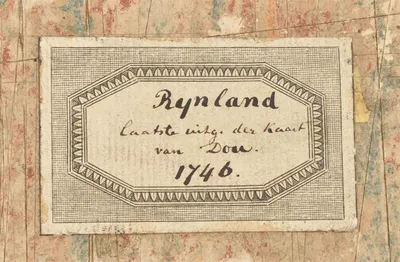 Rynland
laatste uitg. der Kaart
van Dou.
1746.